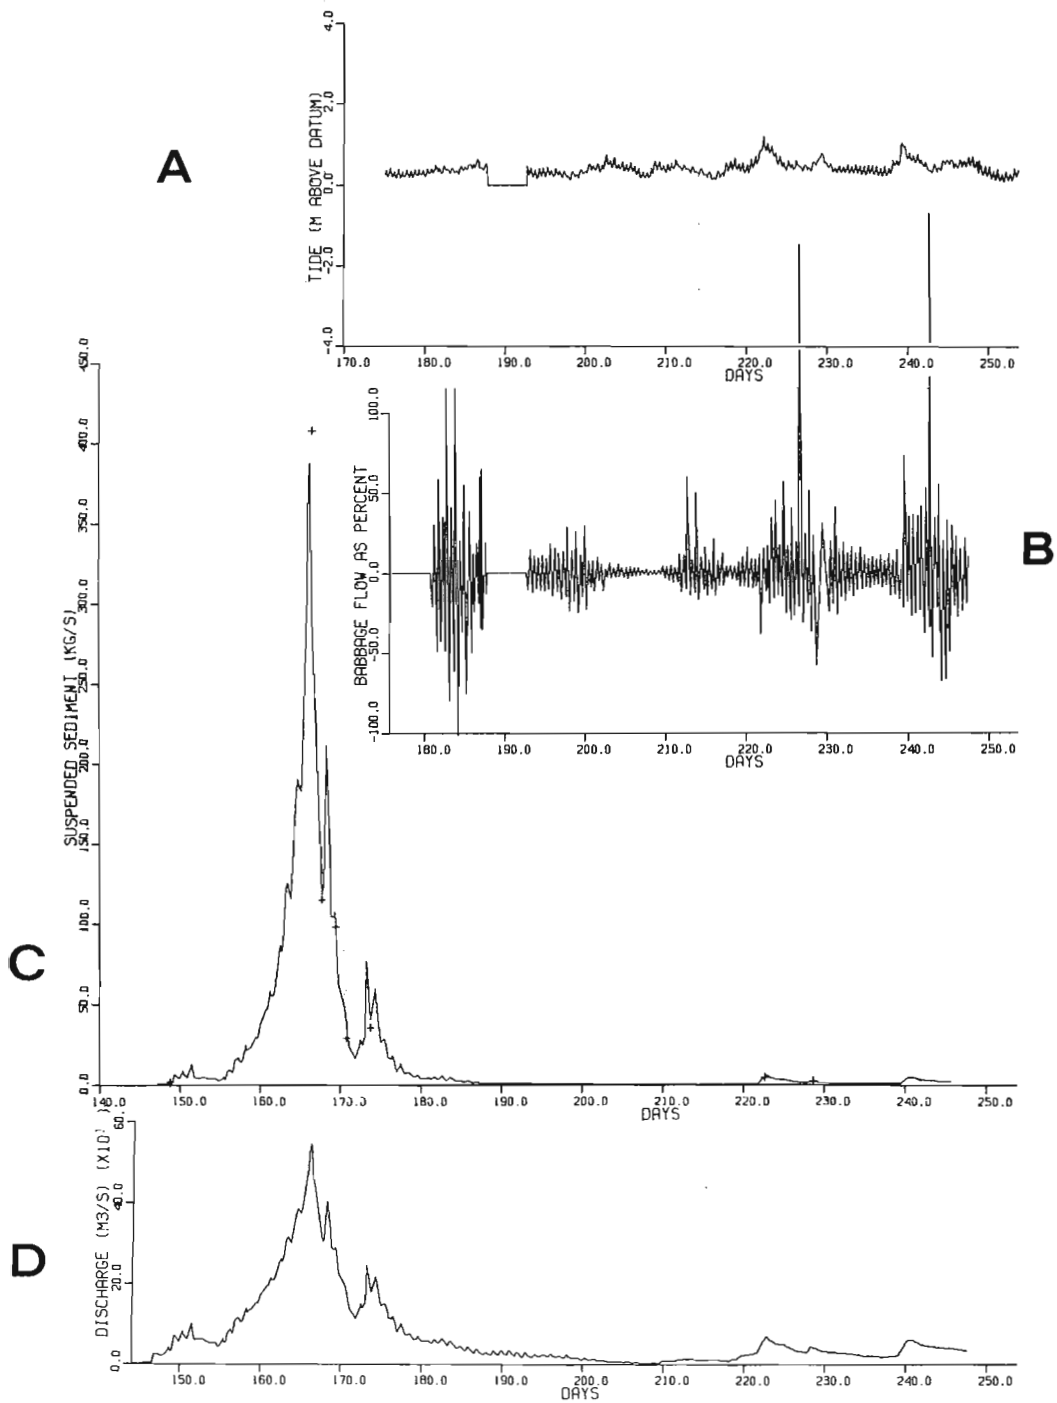 A
TIDE (M ABOVE DATUM)
4.0
2.0
0.0
-2.0
-4.0
170.0 180.0 190.0 200.0 210.0 220.0 230.0 240.0 250.0
DAYS
B
BABBAGE FLOW AS PERCENT
100.0
50.0
0.0
-50.0
-100.0
180.0 190.0 200.0 210.0 220.0 230.0 240.0 250.0
DAYS
C
SUSPENDED SEDIMENT (KG/S)
450.0
400.0
350.0
300.0
250.0
200.0
150.0
100.0
50.0
0.0
140.0 150.0 160.0 170.0 180.0 190.0 200.0 210.0 220.0 230.0 240.0 250.0
DAYS
D
DISCHARGE (M3/S) (X10 )
60.
40.0
20.0
0.0
150.0 160.0 170.0 180.0 190.0 200.0 210.0 220.0 230.0 240.0 250.0
DAYS